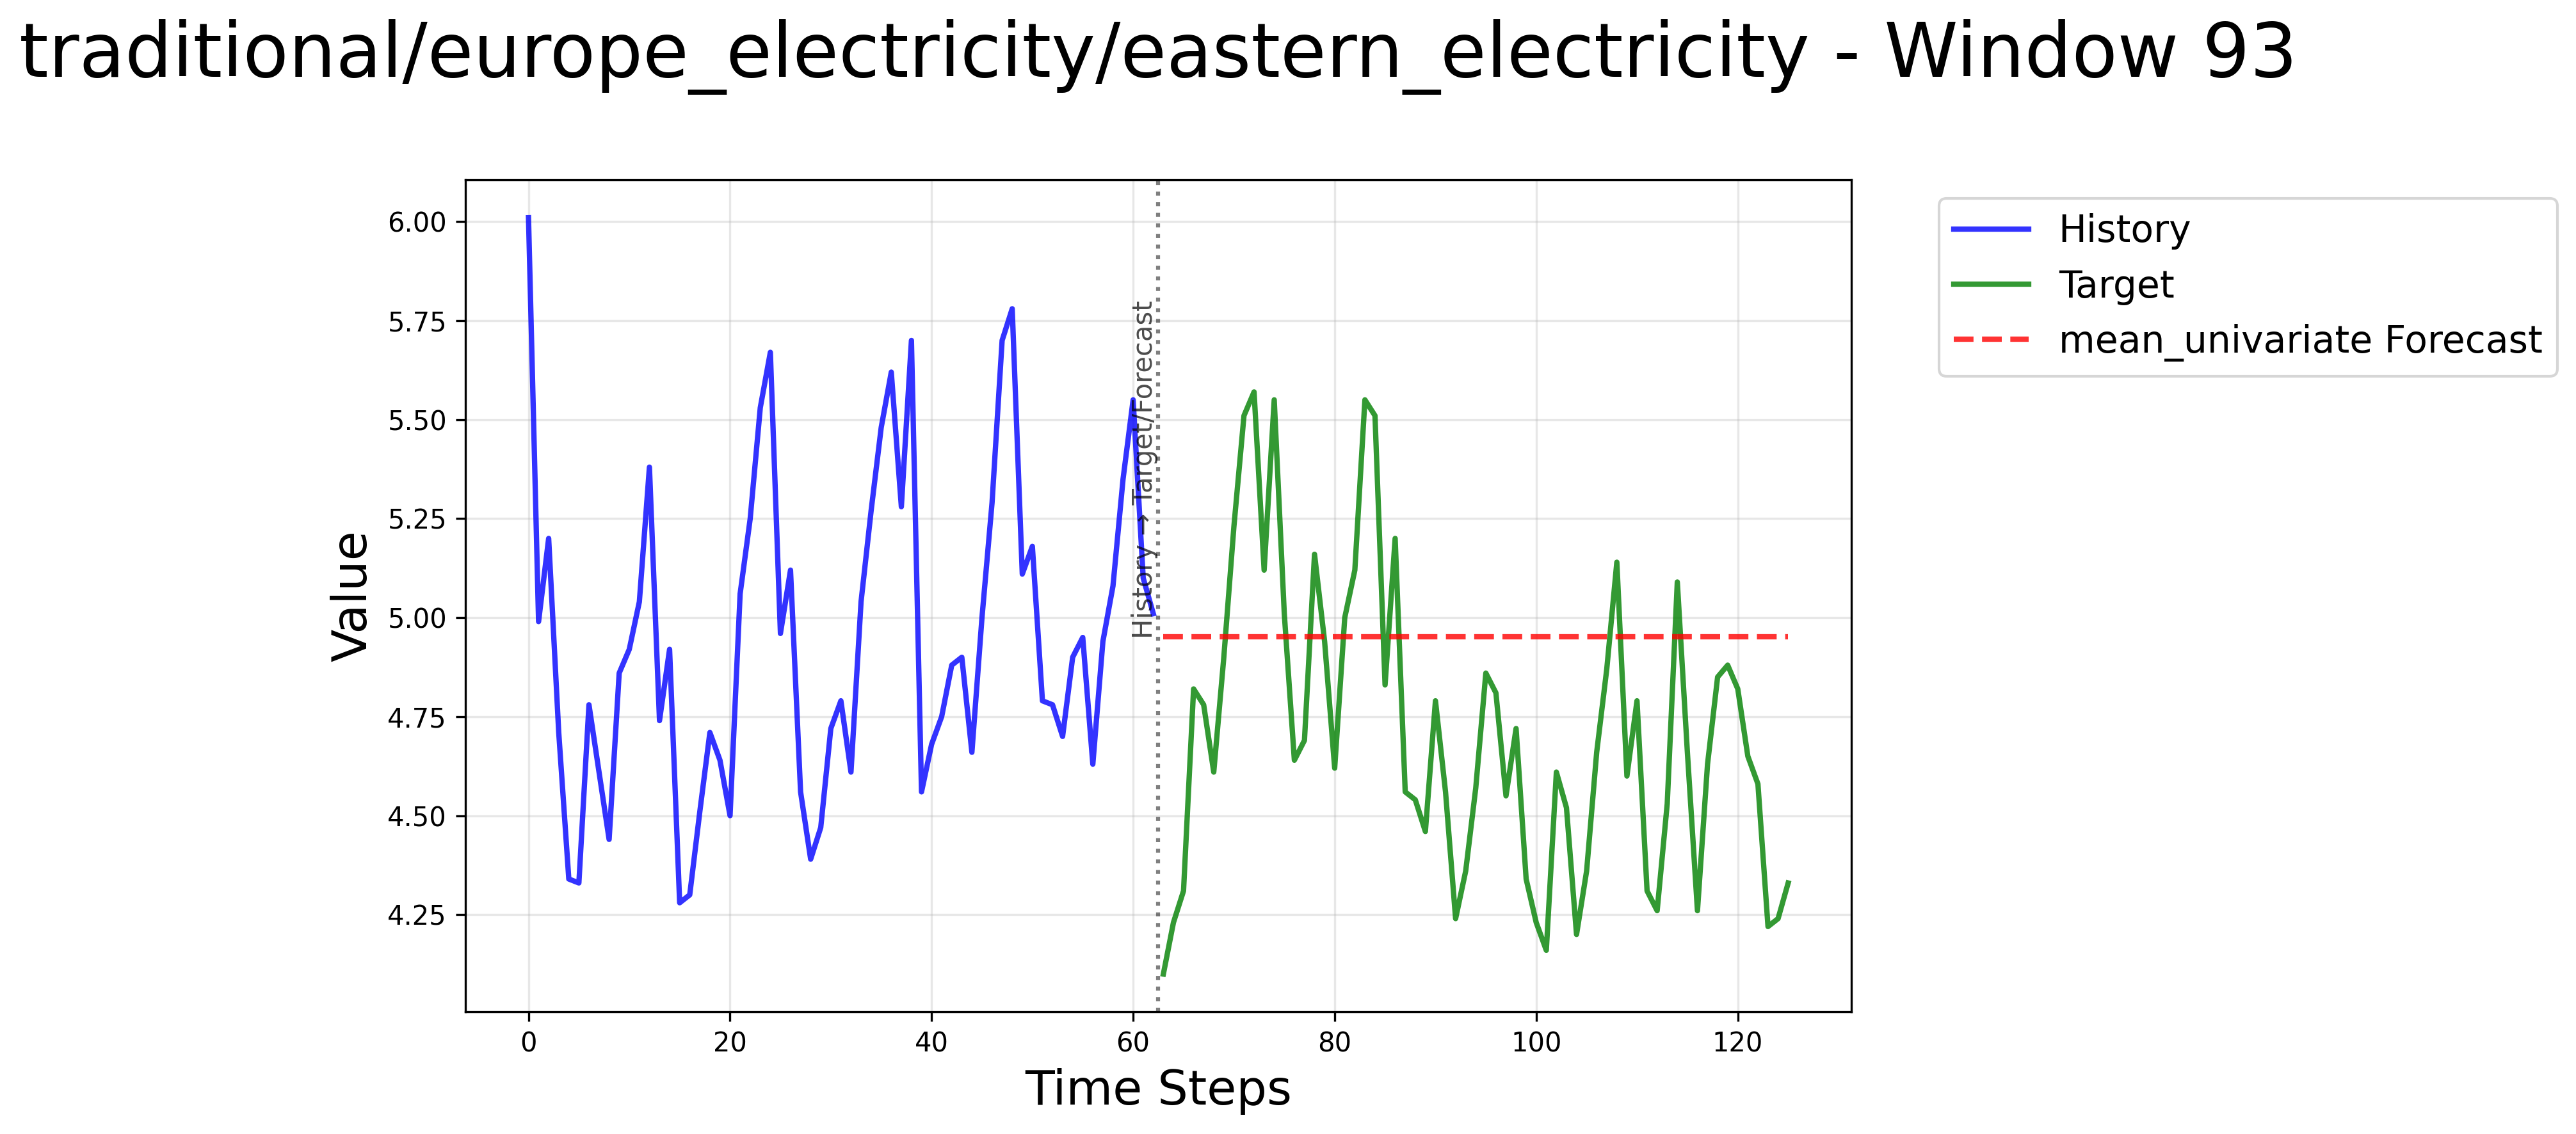 traditional/europe_electricity/eastern_electricity - Window 93
History
Target
mean_univariate Forecast
History → Target/Forecast
Value
6.00
5.75
5.50
5.25
5.00
4.75
4.50
4.25
0
20
40
60
80
100
120
Time Steps